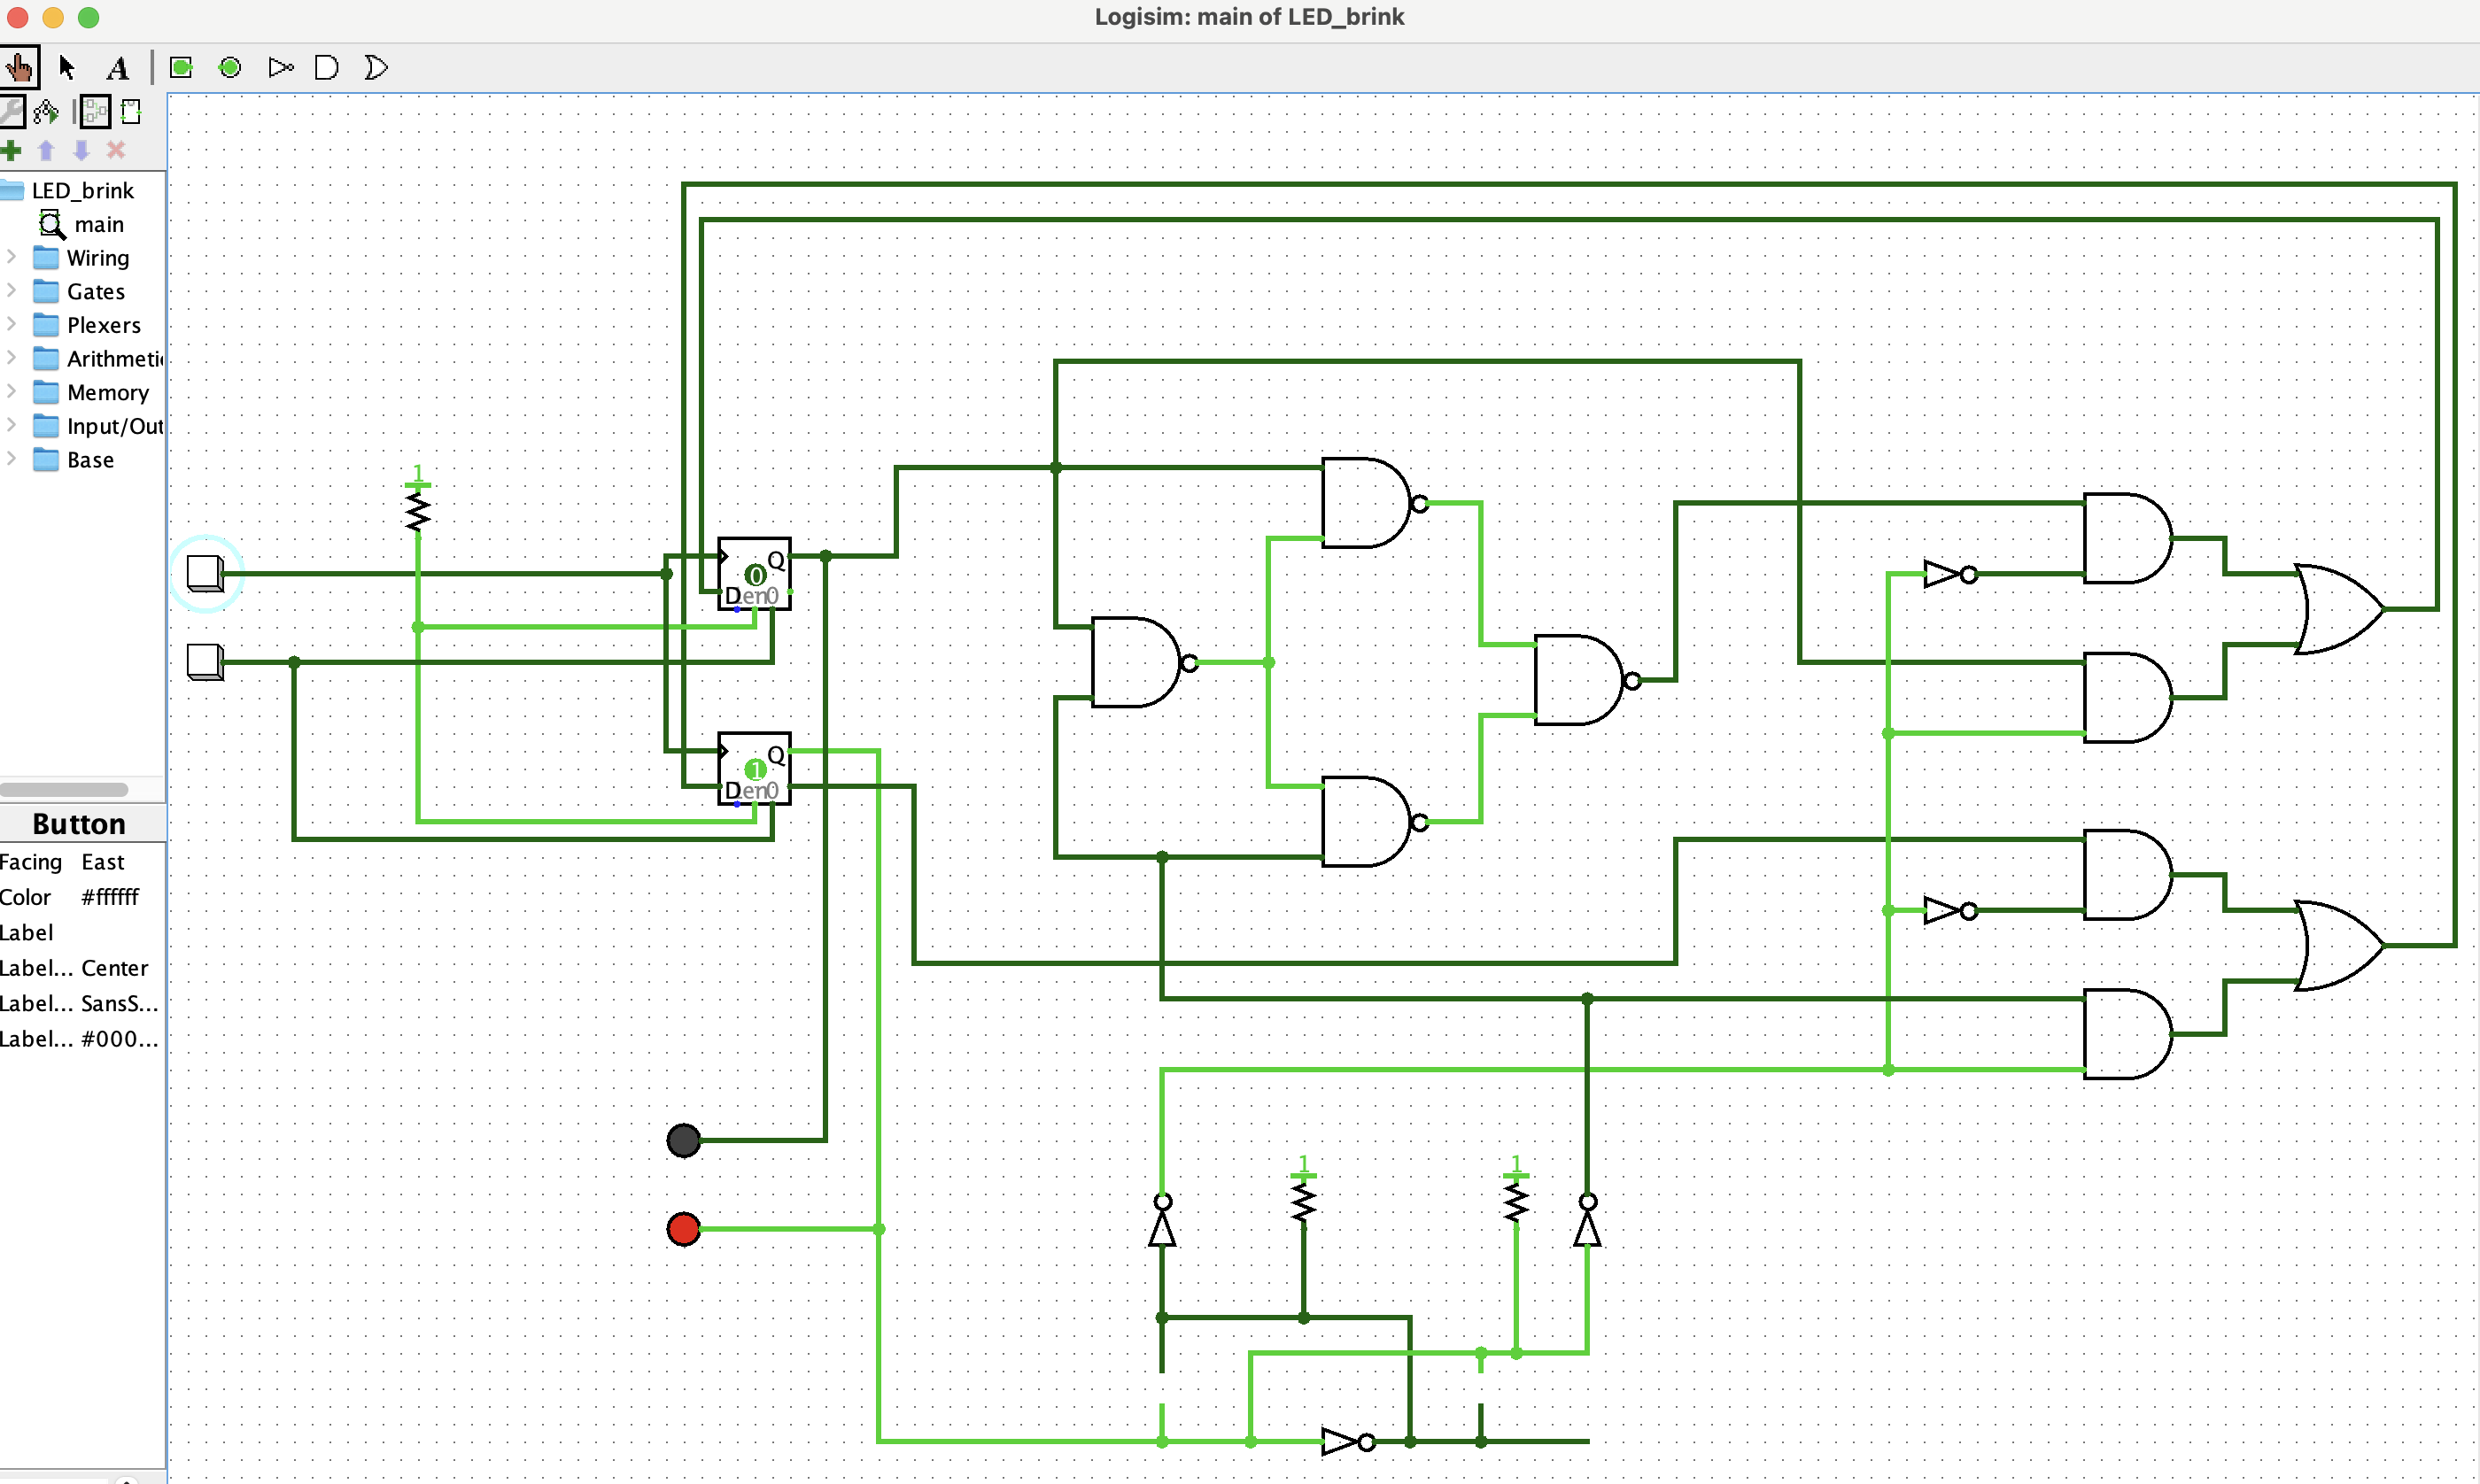 Logisim: main of LED_brink
A
LED_brink
main
Wiring
Gates
Plexers
Arithmeti
Memory
Input/Out
Base
Button
Facing East
Color #ffffff
Label
Label... Center
Label... SansS...
Label... #000...
1
Q
0
D en0
Q
1
D en0
1
1